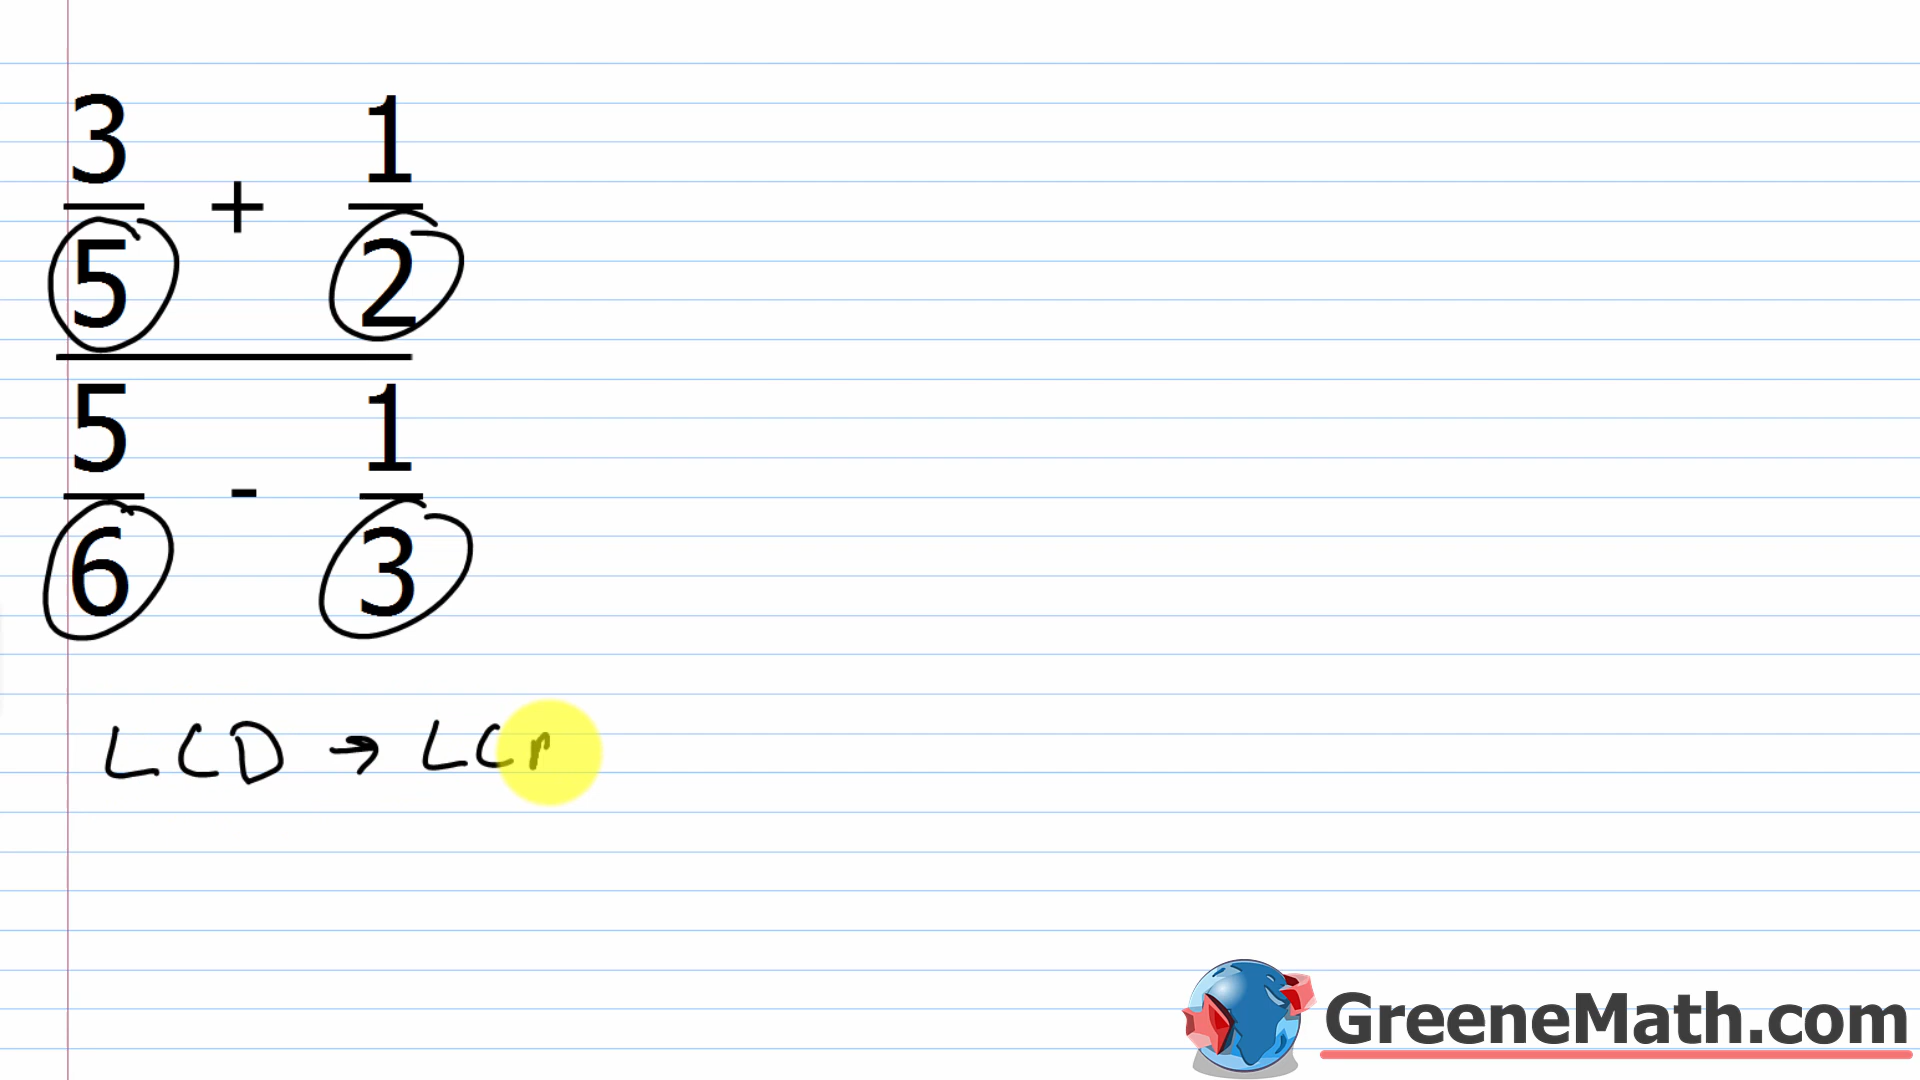 3 + 1
5 2
5 - 1
6 3
LCD → LC
GreeneMath.com